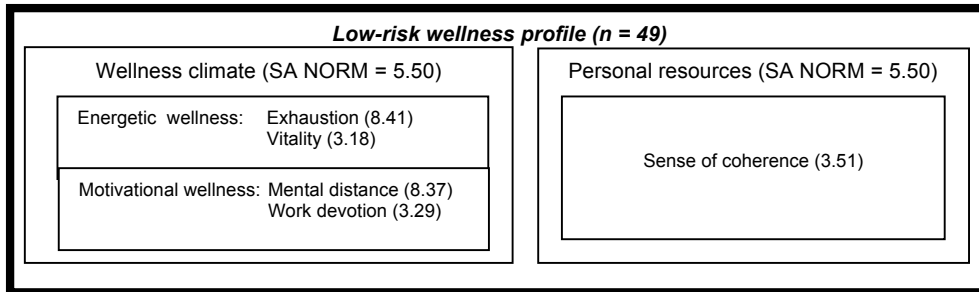 Low-risk wellness profile (n = 49)
Wellness climate (SA NORM = 5.50)
Energetic wellness: Exhaustion (8.41)
Vitality (3.18)
Motivational wellness: Mental distance (8.37)
Work devotion (3.29)
Personal resources (SA NORM = 5.50)
Sense of coherence (3.51)